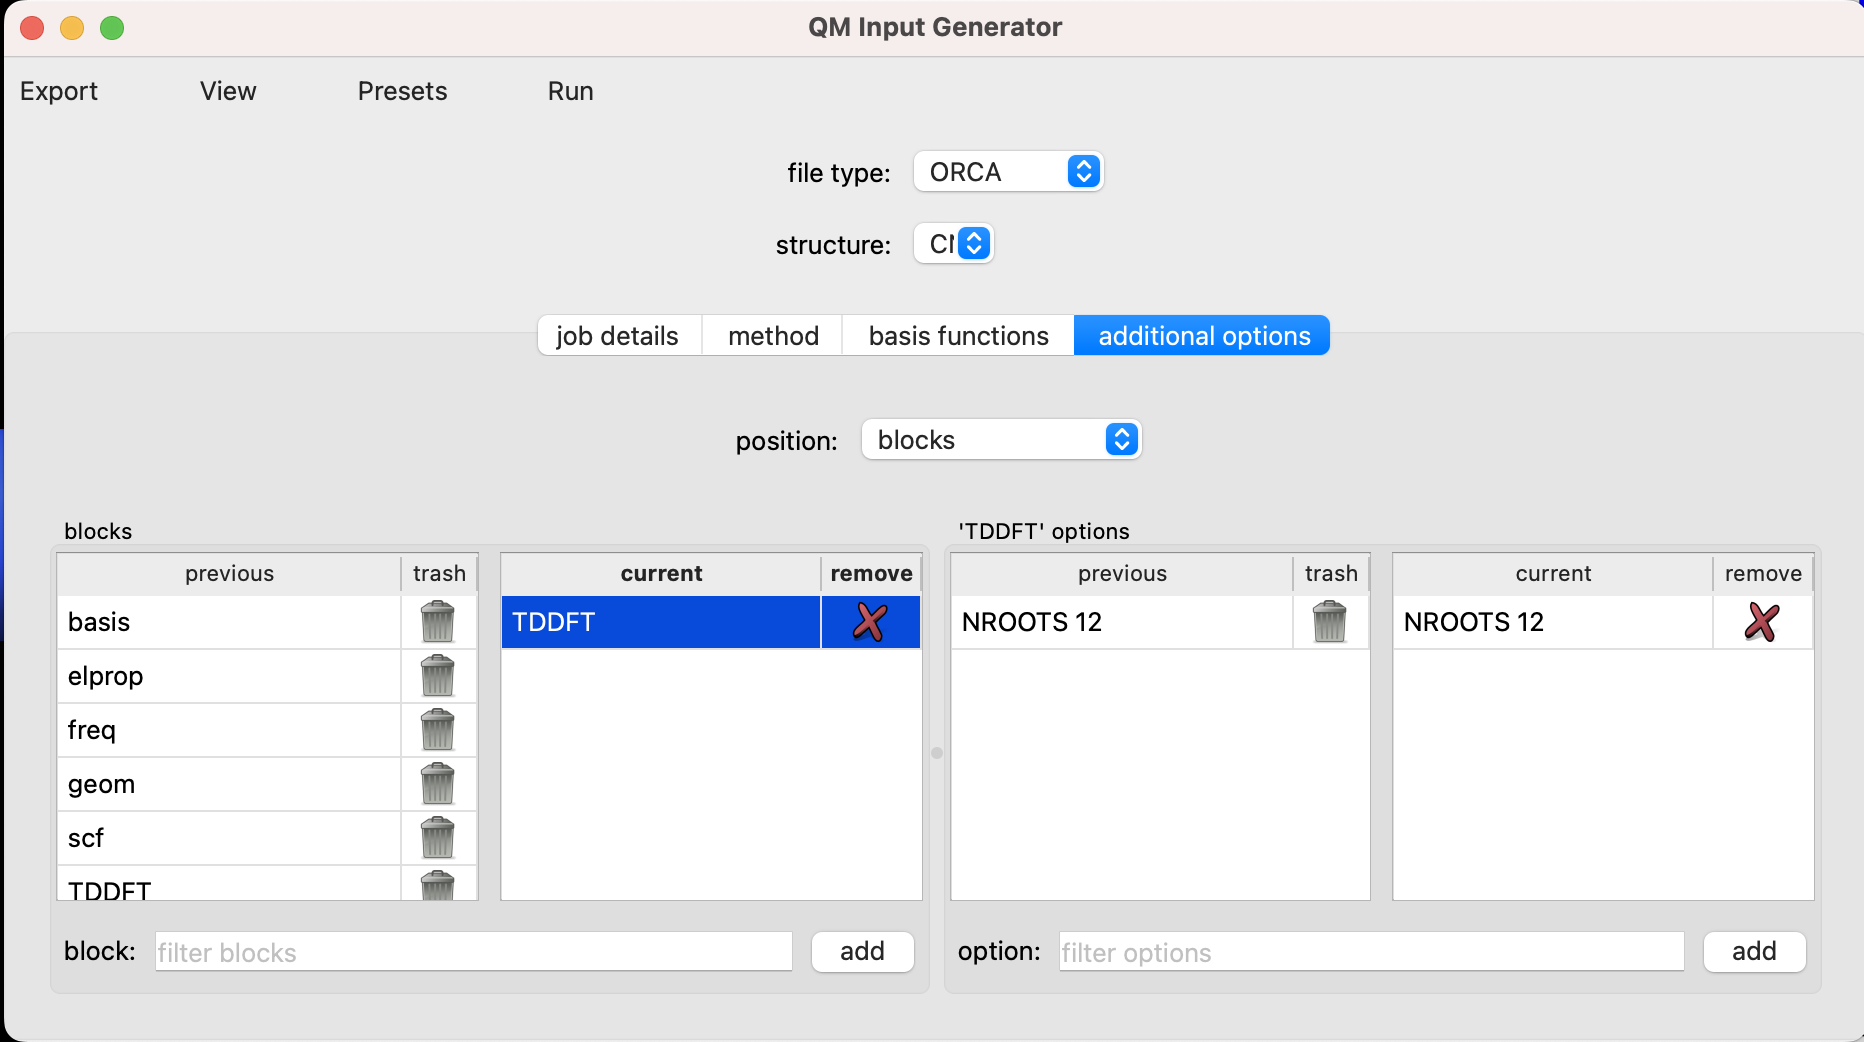 QM Input Generator
Export View Presets Run
file type: ORCA
structure:
job details method basis functions additional options
position: blocks
blocks
previous trash current remove
basis TDDFT
elprop
freq
geom
scf
TDDFT
block: filter blocks add
'TDDFT' options
previous trash current remove
NROOTS 12 NROOTS 12
option: filter options add